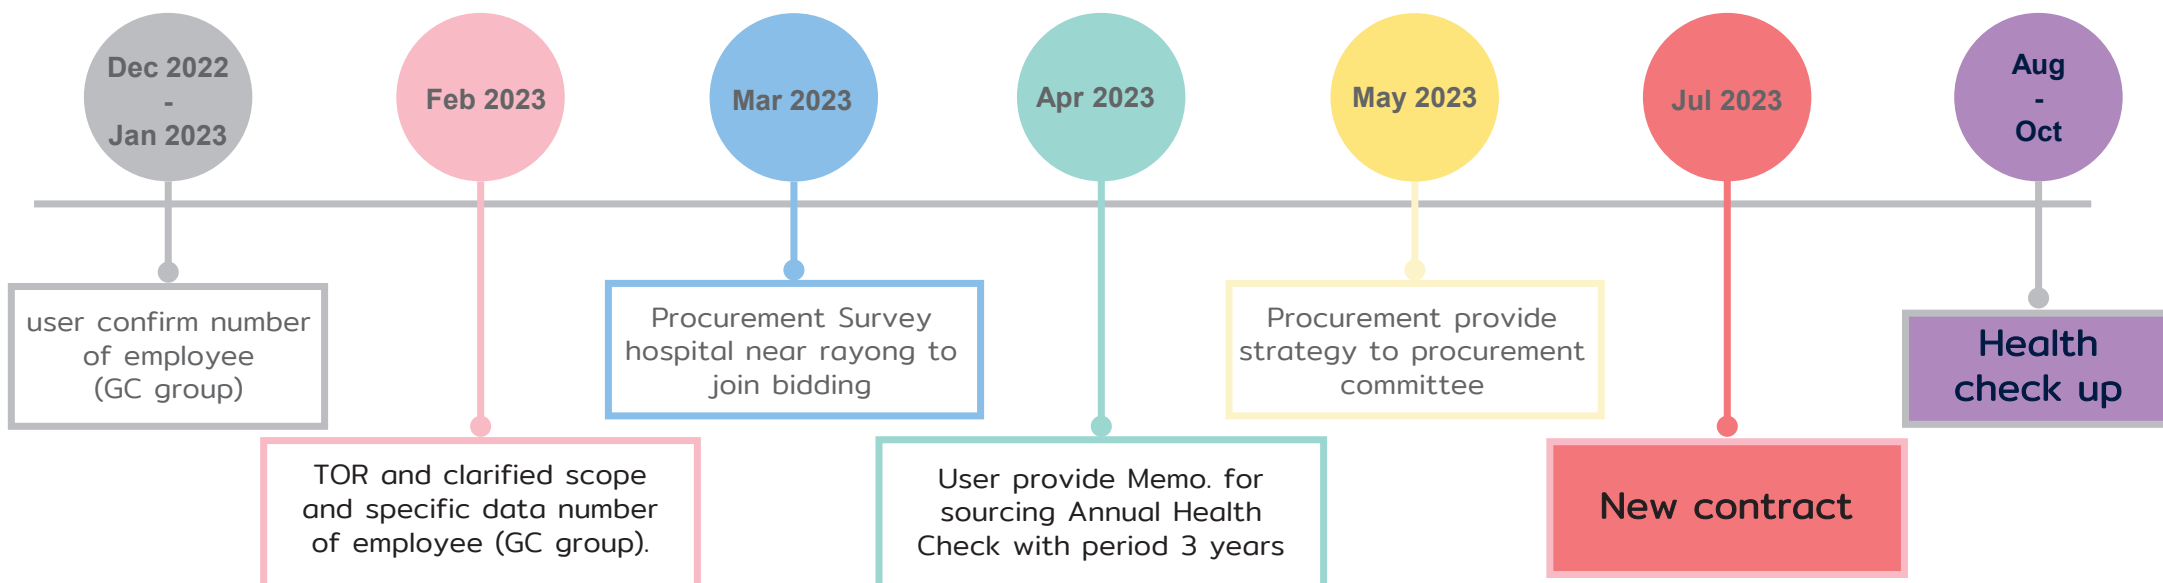 Dec 2022
-
Jan 2023
Feb 2023
Mar 2023
Apr 2023
May 2023
Jul 2023
Aug
-
Oct
user confirm number
of employee
(GC group)
TOR and clarified scope
and specific data number
of employee (GC group).
Procurement Survey
hospital near rayong to
join bidding
User provide Memo. for
sourcing Annual Health
Check with period 3 years
Procurement provide
strategy to procurement
committee
New contract
Health
check up